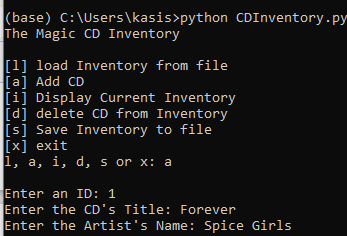 (base) C:\Users\kasis>python CDInventory.py
The Magic CD Inventory
[l] load Inventory from file
[a] Add CD
[i] Display Current Inventory
[d] delete CD from Inventory
[s] Save Inventory to file
[x] exit
l, a, i, d, s or x: a
Enter an ID: 1
Enter the CD's Title: Forever
Enter the Artist's Name: Spice Girls